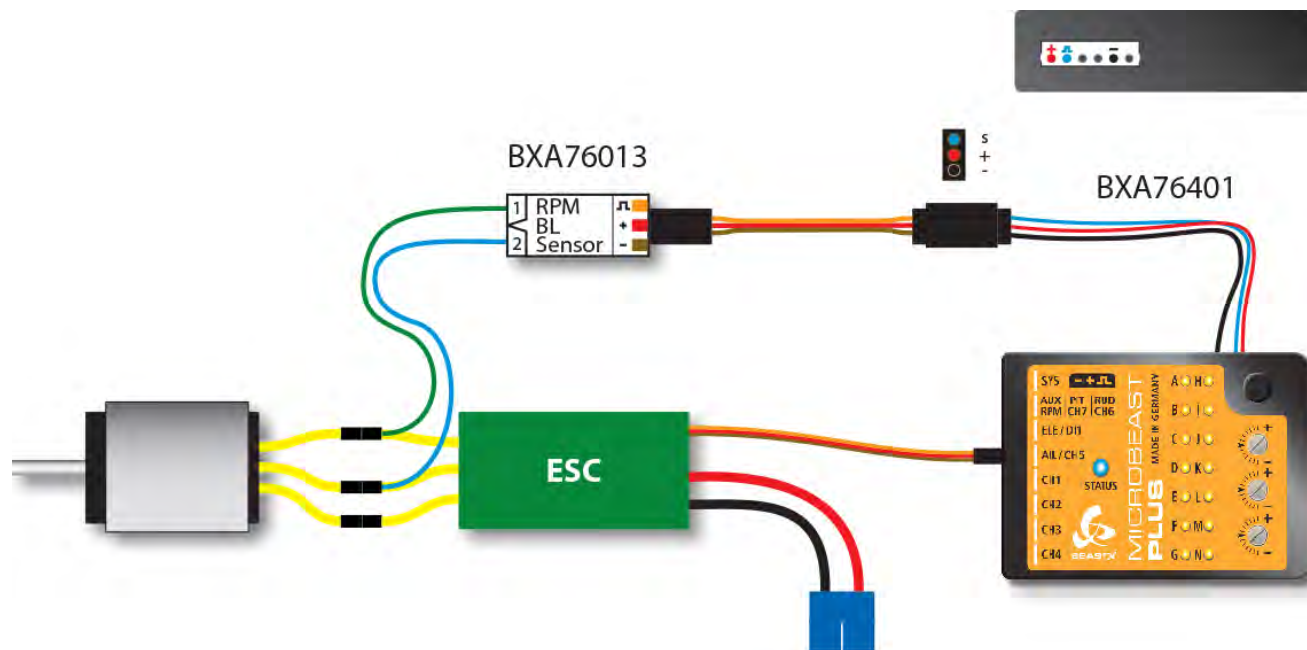 + -
BXA76013
s
+
-
BXA76401
1 RPM
BL +
2 Sensor -
ESC
SYS - +
AUX RPM PIT CH7 RUD CH6
ELE / DI1
AIL / CH5
CH1
CH2
CH3
CH4
STATUS
BEASTX
MICROBEAST
PLUS
MADE IN GERMANY
A H
B I
C J
D K
E L
F M
G N
+
-
+
-
+
-